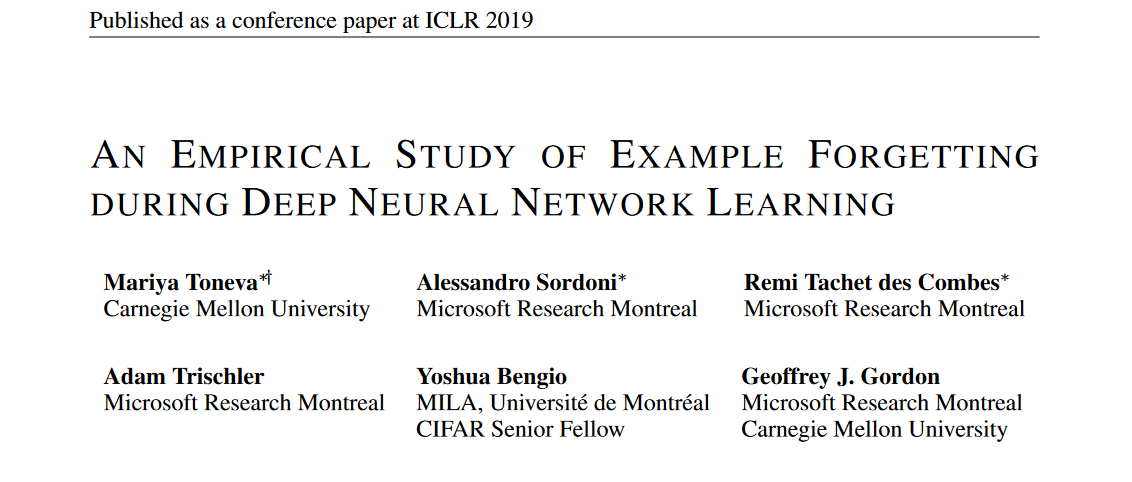 Published as a conference paper at ICLR 2019
AN EMPIRICAL STUDY OF EXAMPLE FORGETTING
DURING DEEP NEURAL NETWORK LEARNING
Mariya Toneva*† Alessandro Sordoni* Remi Tachet des Combes*
Carnegie Mellon University Microsoft Research Montreal Microsoft Research Montreal
Adam Trischler Yoshua Bengio Geoffrey J. Gordon
Microsoft Research Montreal MILA, Université de Montréal Microsoft Research Montreal
CIFAR Senior Fellow Carnegie Mellon University